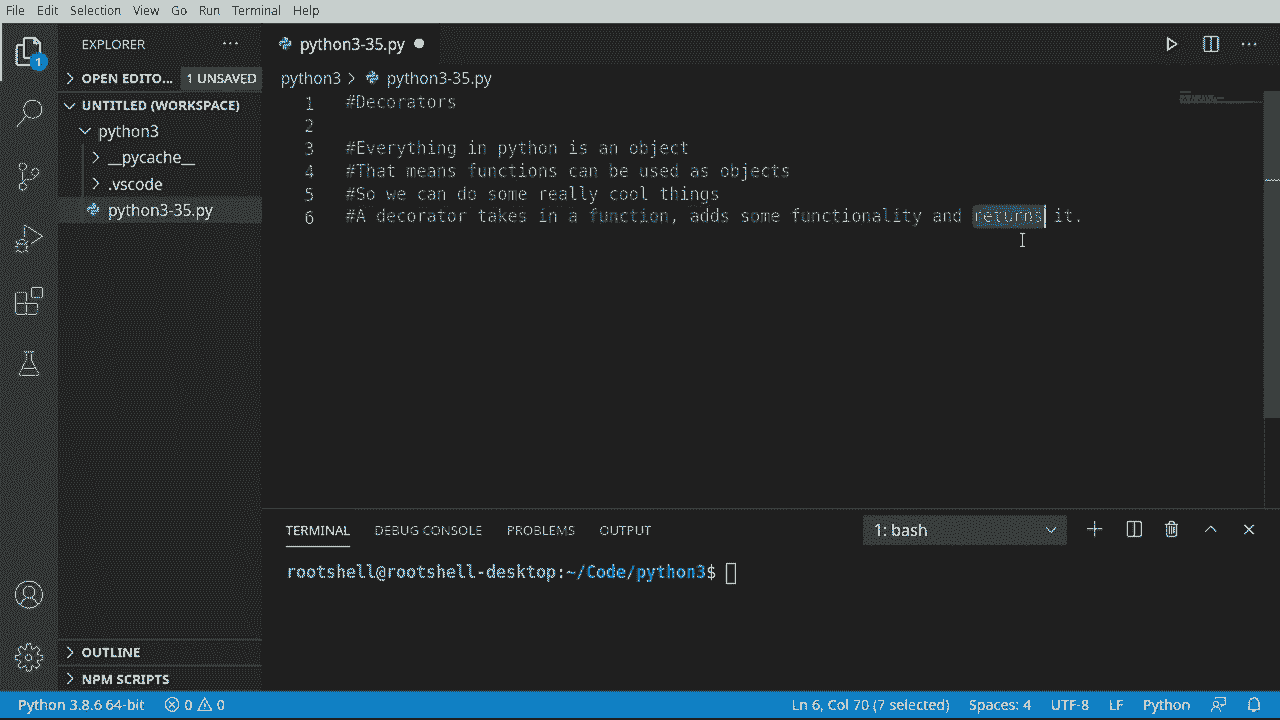 File Edit Selection View Go Run Terminal Help
EXPLORER
python3-35.py
1
OPEN EDITO... 1 UNSAVED
python3 > python3-35.py
UNTITLED (WORKSPACE)
python3
__pycache__
.vscode
python3-35.py
1 #Decorators
2
3 #Everything in python is an object
4 #That means functions can be used as objects
5 #So we can do some really cool things
6 #A decorator takes in a function, adds some functionality and returns it.
TERMINAL DEBUG CONSOLE PROBLEMS OUTPUT 1: bash
rootshell@rootshell-desktop:~/Code/python3$
OUTLINE
NPM SCRIPTS
Python 3.8.6 64-bit 0 0 Ln 6, Col 70 (7 selected) Spaces: 4 UTF-8 LF Python